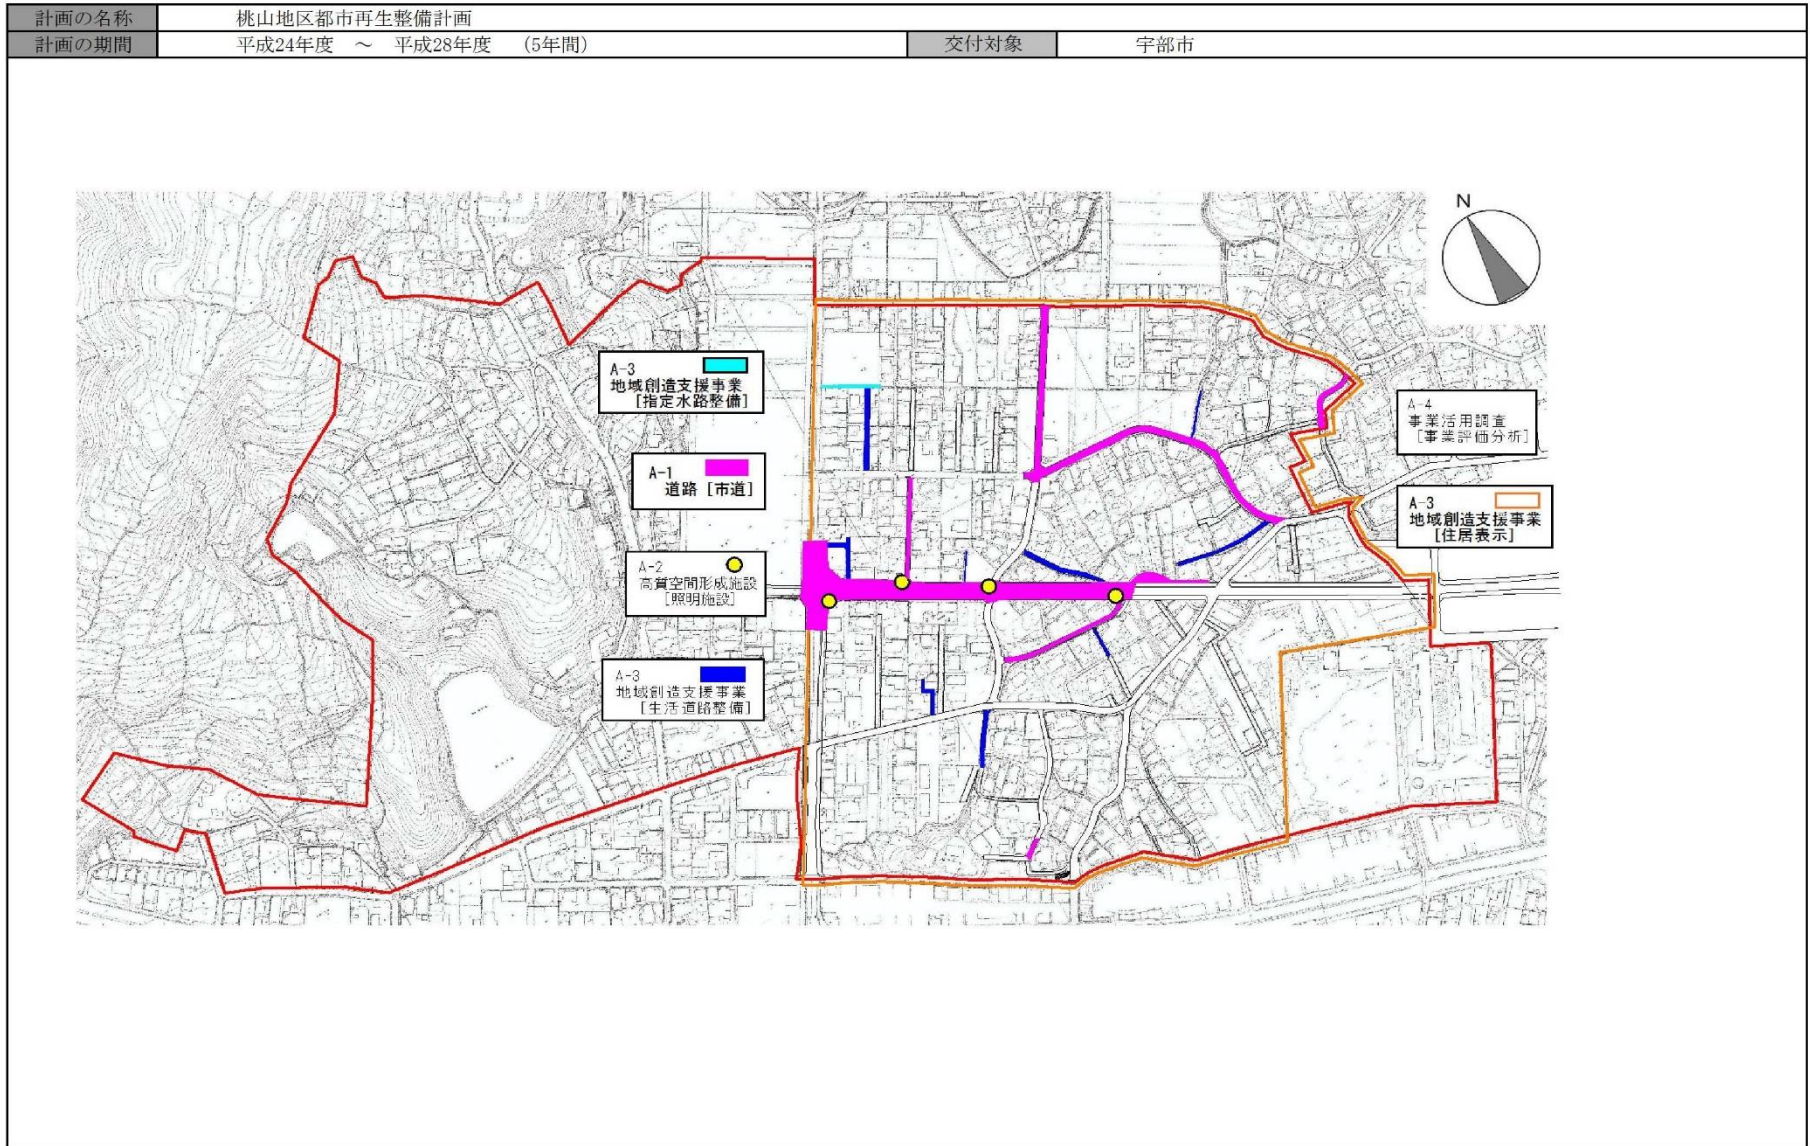 計画の名称 桃山地区都市再生整備計画
計画の期間 平成24年度 ～ 平成28年度 (5年間) 交付対象 宇部市
N
A-3
地域創造支援事業
[指定水路整備]
A-1
道路 [市道]
A-2
高質空間形成施設
[照明施設]
A-3
地域創造支援事業
[生活道路整備]
A-4
事業活用調査
[事業評価分析]
A-3
地域創造支援事業
[住居表示]